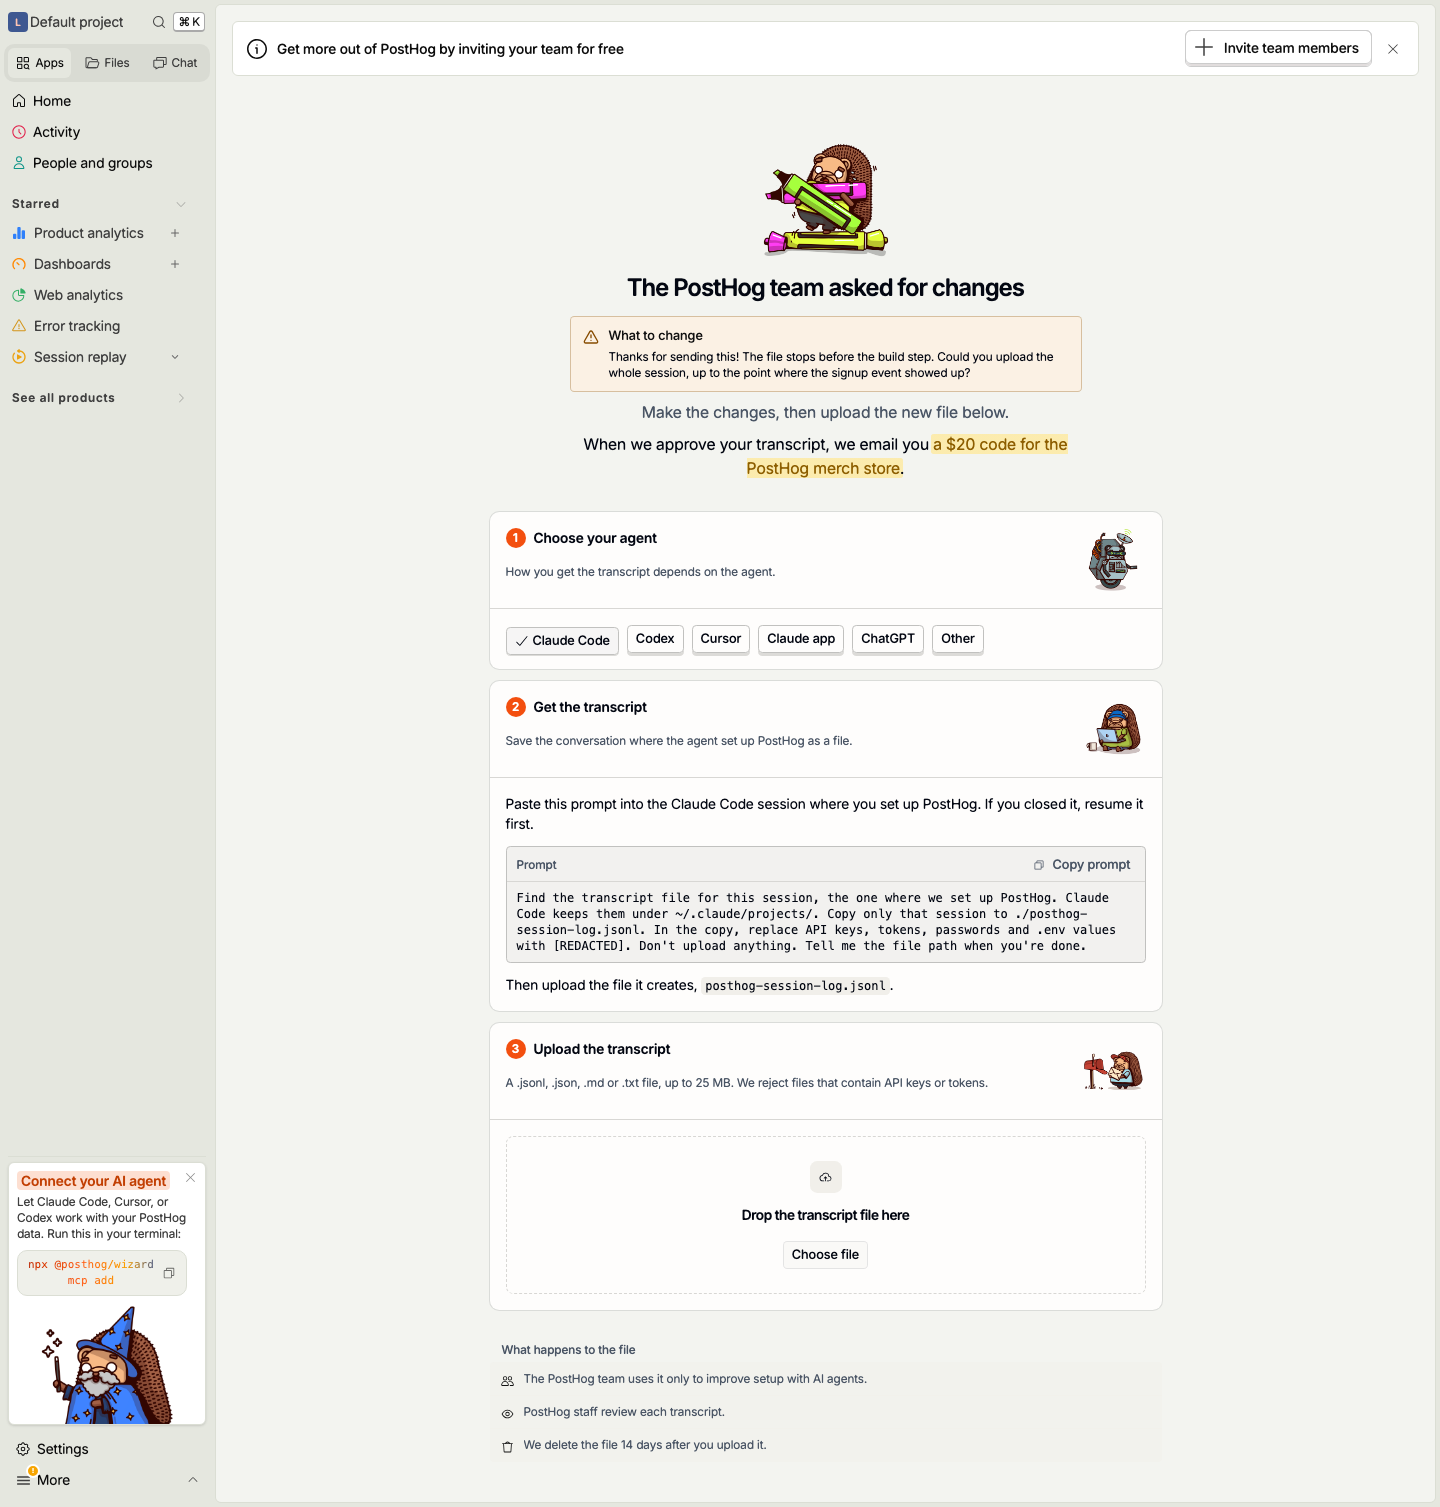 L Default project ⌘ K
Apps Files Chat
Home
Activity
People and groups
Starred
Product analytics
Dashboards
Web analytics
Error tracking
Session replay
See all products
Connect your AI agent
Let Claude Code, Cursor, or
Codex work with your PostHog
data. Run this in your terminal:
npx @posthog/wizard
mcp add
Settings
More
Get more out of PostHog by inviting your team for free
Invite team members
The PostHog team asked for changes
What to change
Thanks for sending this! The file stops before the build step. Could you upload the
whole session, up to the point where the signup event showed up?
Make the changes, then upload the new file below.
When we approve your transcript, we email you a $20 code for the
PostHog merch store.
1 Choose your agent
How you get the transcript depends on the agent.
Claude Code Codex Cursor Claude app ChatGPT Other
2 Get the transcript
Save the conversation where the agent set up PostHog as a file.
Paste this prompt into the Claude Code session where you set up PostHog. If you closed it, resume it
first.
Prompt Copy prompt
Find the transcript file for this session, the one where we set up PostHog. Claude
Code keeps them under ~/.claude/projects/. Copy only that session to ./posthog-
session-log.jsonl. In the copy, replace API keys, tokens, passwords and .env values
with [REDACTED]. Don't upload anything. Tell me the file path when you're done.
Then upload the file it creates, posthog-session-log.jsonl.
3 Upload the transcript
A .jsonl, .json, .md or .txt file, up to 25 MB. We reject files that contain API keys or tokens.
Drop the transcript file here
Choose file
What happens to the file
The PostHog team uses it only to improve setup with AI agents.
PostHog staff review each transcript.
We delete the file 14 days after you upload it.